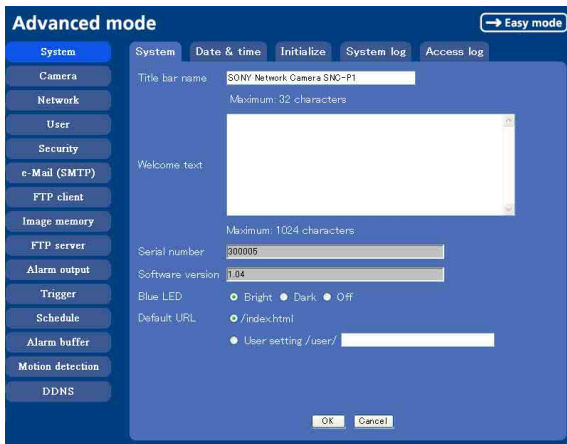 Advanced mode
→ Easy mode
System
Camera
Network
User
Security
e-Mail (SMTP)
FTP client
Image memory
FTP server
Alarm output
Trigger
Schedule
Alarm buffer
Motion detection
DDNS
System Date & time Initialize System log Access log
Title bar name SONY Network Camera SNC-P1
Maximum: 32 characters
Welcome text
Maximum: 1024 characters
Serial number 300005
Software version 1.04
Blue LED Bright Dark Off
Default URL /index.html
User setting /user/
OK Cancel